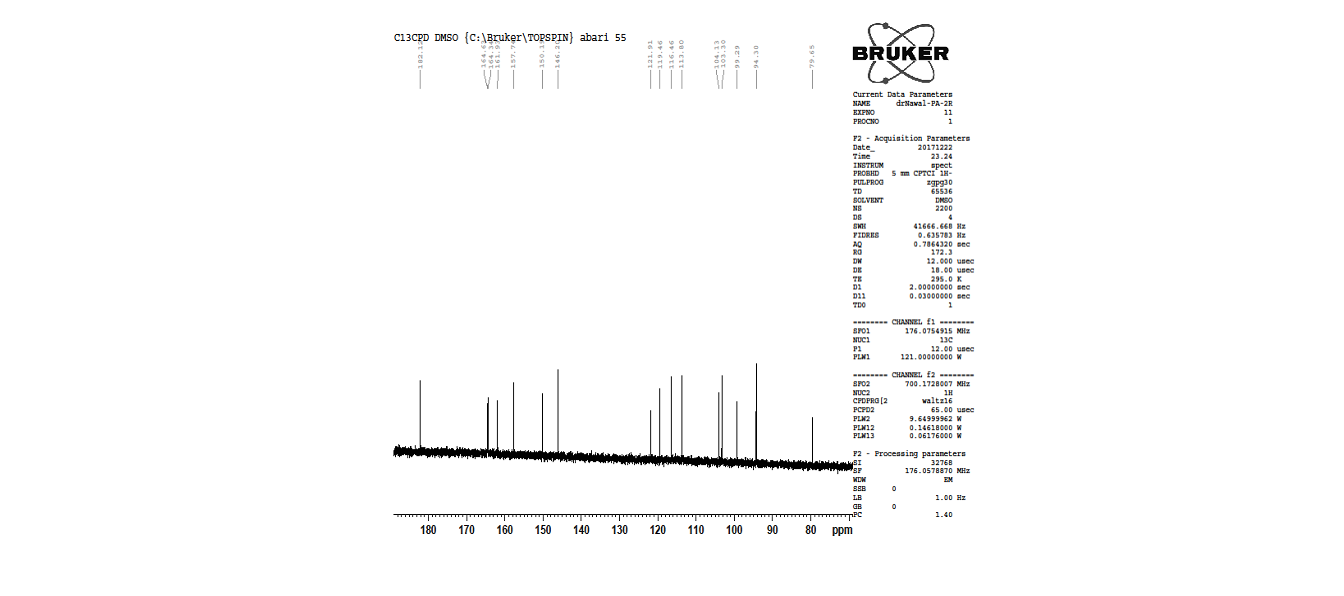 C13CPD DMSO {C:\Bruker\TOPSPIN} abari 55
157.7
150.1
146.2
121.91
119.46
116.46
113.80
104.13
103.30
99.29
94.30
79.65
BRUKER
Current Data Parameters
NAME drNawal-PA-2R
EXPNO 11
PROCNO 1
F2 - Acquisition Parameters
Date_ 20171222
Time 23.24
INSTRUM spect
PROBHD 5 mm CPTCI 1H-
PULPROG zgpg30
TD 65536
SOLVENT DMSO
NS 2200
DS 4
SWH 41666.668 Hz
FIDRES 0.635783 Hz
AQ 0.7864320 sec
RG 172.3
DW 12.000 usec
DE 18.00 usec
TE 295.0 K
D1 2.00000000 sec
D11 0.03000000 sec
TD0 1
======== CHANNEL f1 ========
SFO1 176.0754915 MHz
NUC1 13C
P1 12.00 usec
PLW1 121.00000000 W
======== CHANNEL f2 ========
SFO2 700.1728007 MHz
NUC2 1H
CPDPRG[2 waltz16
PCPD2 65.00 usec
PLW2 9.64999962 W
PLW12 0.14618000 W
PLW13 0.06176000 W
F2 - Processing parameters
SI 32768
SF 176.0578870 MHz
WDW EM
SSB 0
LB 1.00 Hz
GB 0
PC 1.40
180 170 160 150 140 130 120 110 100 90 80 ppm